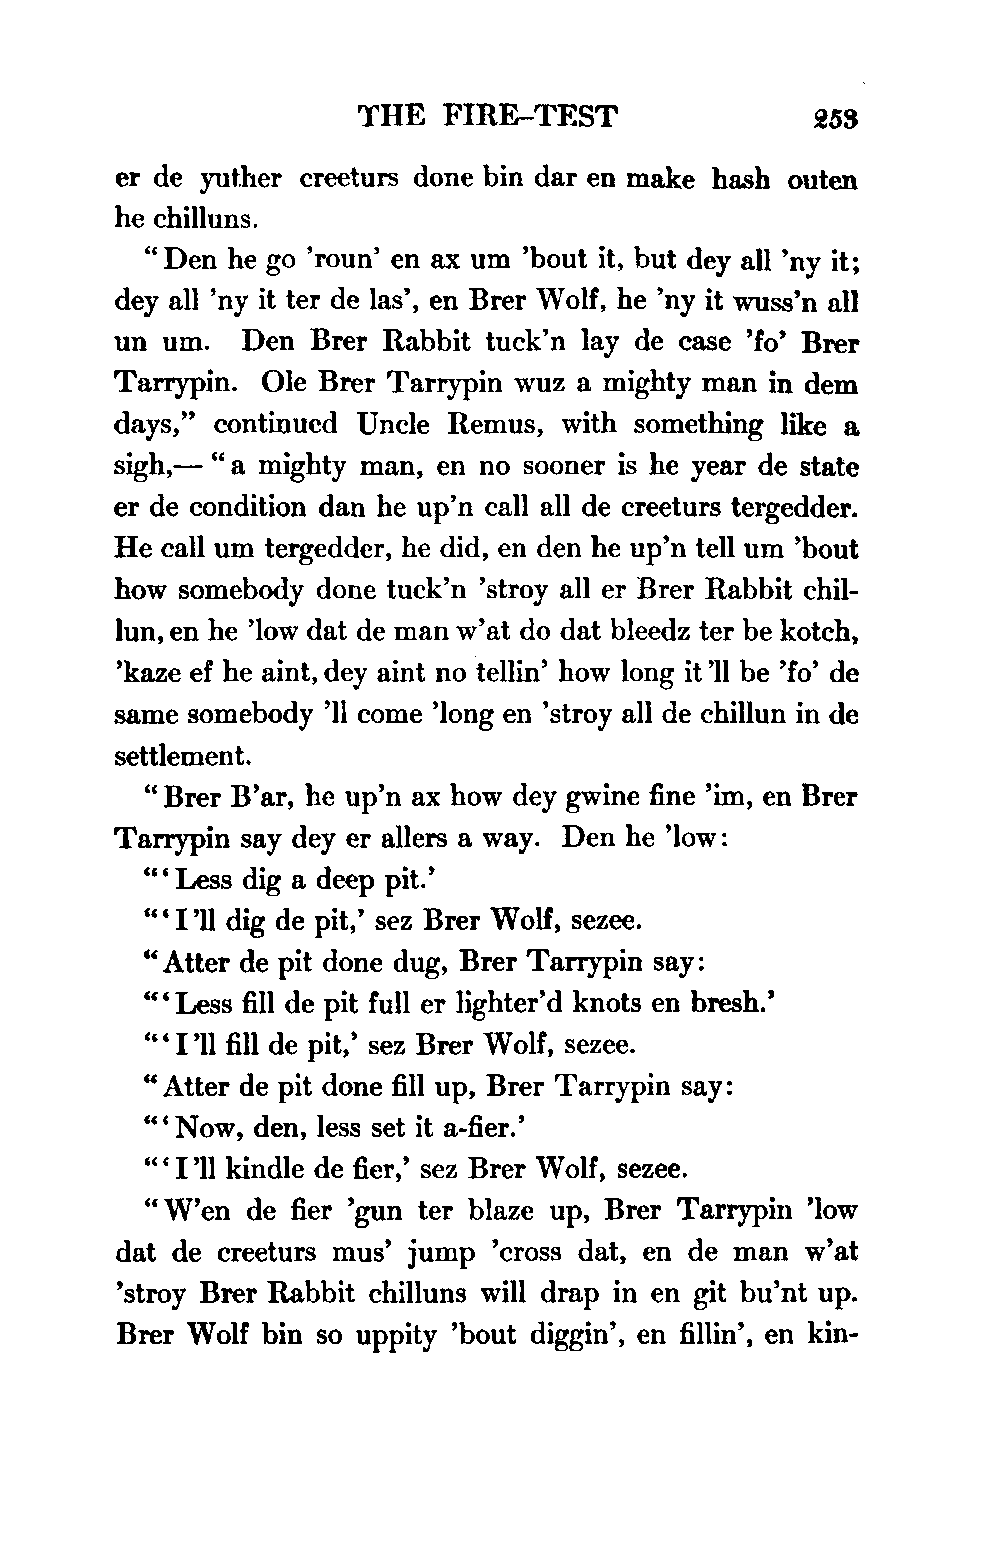 THE FIRE-TEST 253
er de yuther creeturs done bin dar en make hash outen
he chilluns.
“Den he go ’roun’ en ax um ’bout it, but dey all ’ny it;
dey all ’ny it ter de las’, en Brer Wolf, he ’ny it wuss’n all
un um. Den Brer Rabbit tuck’n lay de case ’fo’ Brer
Tarrypin. Ole Brer Tarrypin wuz a mighty man in dem
days,” continued Uncle Remus, with something like a
sigh,— “a mighty man, en no sooner is he year de state
er de condition dan he up’n call all de creeturs tergedder.
He call um tergedder, he did, en den he up’n tell um ’bout
how somebody done tuck’n ’stroy all er Brer Rabbit chil-
lun, en he ’low dat de man w’at do dat bleedz ter be kotch,
’kaze ef he aint, dey aint no tellin’ how long it ’ll be ’fo’ de
same somebody ’ll come ’long en ’stroy all de chillun in de
settlement.
“Brer B’ar, he up’n ax how dey gwine fine ’im, en Brer
Tarrypin say dey er allers a way. Den he ’low:
“‘Less dig a deep pit.’
“‘I ’ll dig de pit,’ sez Brer Wolf, sezee.
“Atter de pit done dug, Brer Tarrypin say:
“‘Less fill de pit full er lighter’d knots en bresh.’
“‘I ’ll fill de pit,’ sez Brer Wolf, sezee.
“Atter de pit done fill up, Brer Tarrypin say:
“‘Now, den, less set it a-fier.’
“‘I ’ll kindle de fier,’ sez Brer Wolf, sezee.
“W’en de fier ’gun ter blaze up, Brer Tarrypin ’low
dat de creeturs mus’ jump ’cross dat, en de man w’at
’stroy Brer Rabbit chilluns will drap in en git bu’nt up.
Brer Wolf bin so uppity ’bout diggin’, en fillin’, en kin-